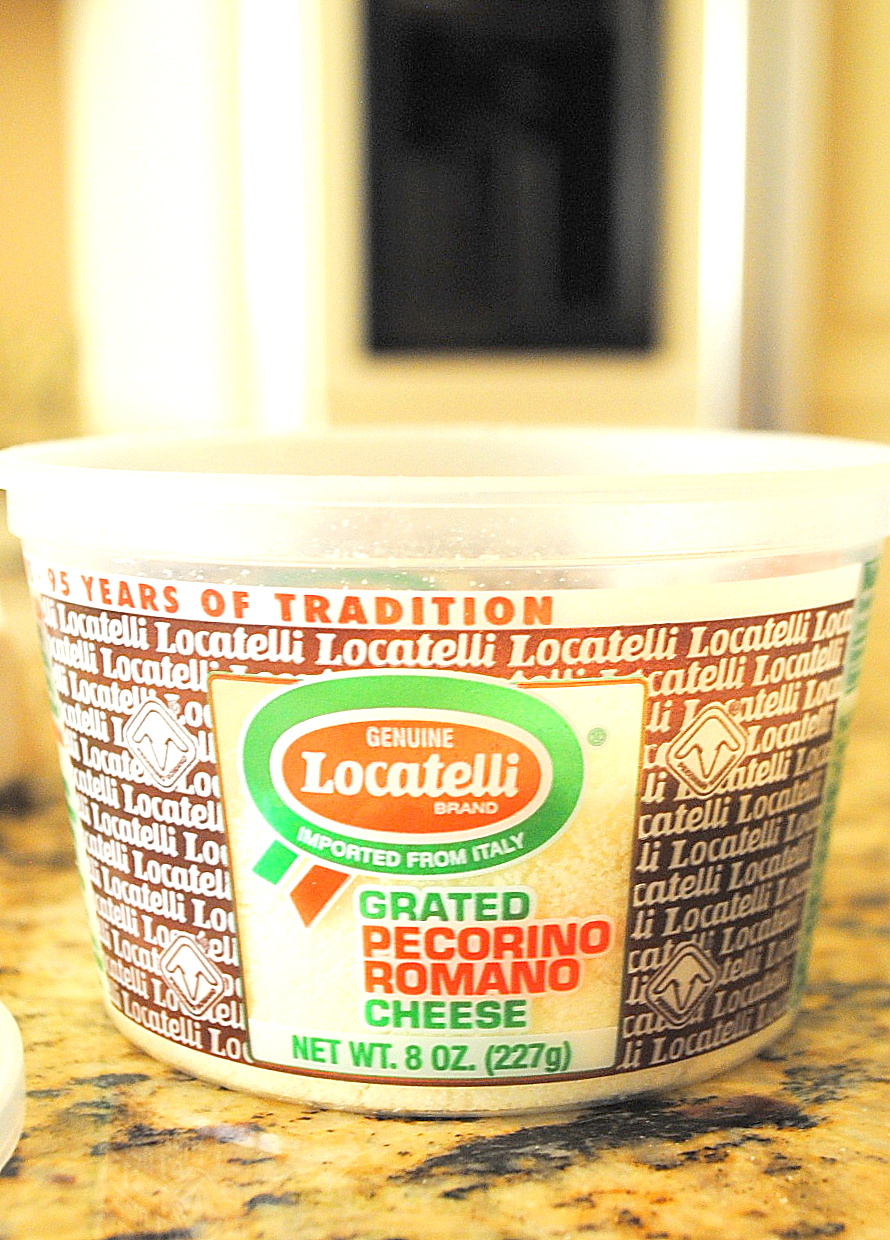 95 YEARS OF TRADITION
Locatelli Locatelli Locatelli Locatelli Locatelli
GENUINE
Locatelli
BRAND
IMPORTED FROM ITALY
GRATED
PECORINO
ROMANO
CHEESE
NET WT. 8 OZ. (227g)